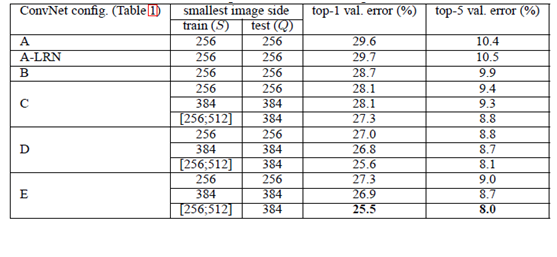 ConvNet config. (Table 1) smallest image side top-1 val. error (%) top-5 val. error (%)
train (S) test (Q)
A 256 256 29.6 10.4
A-LRN 256 256 29.7 10.5
B 256 256 28.7 9.9
C 256 256 28.1 9.4
384 384 28.1 9.3
[256;512] 384 27.3 8.8
D 256 256 27.0 8.8
384 384 26.8 8.7
[256;512] 384 25.6 8.1
E 256 256 27.3 9.0
384 384 26.9 8.7
[256;512] 384 25.5 8.0